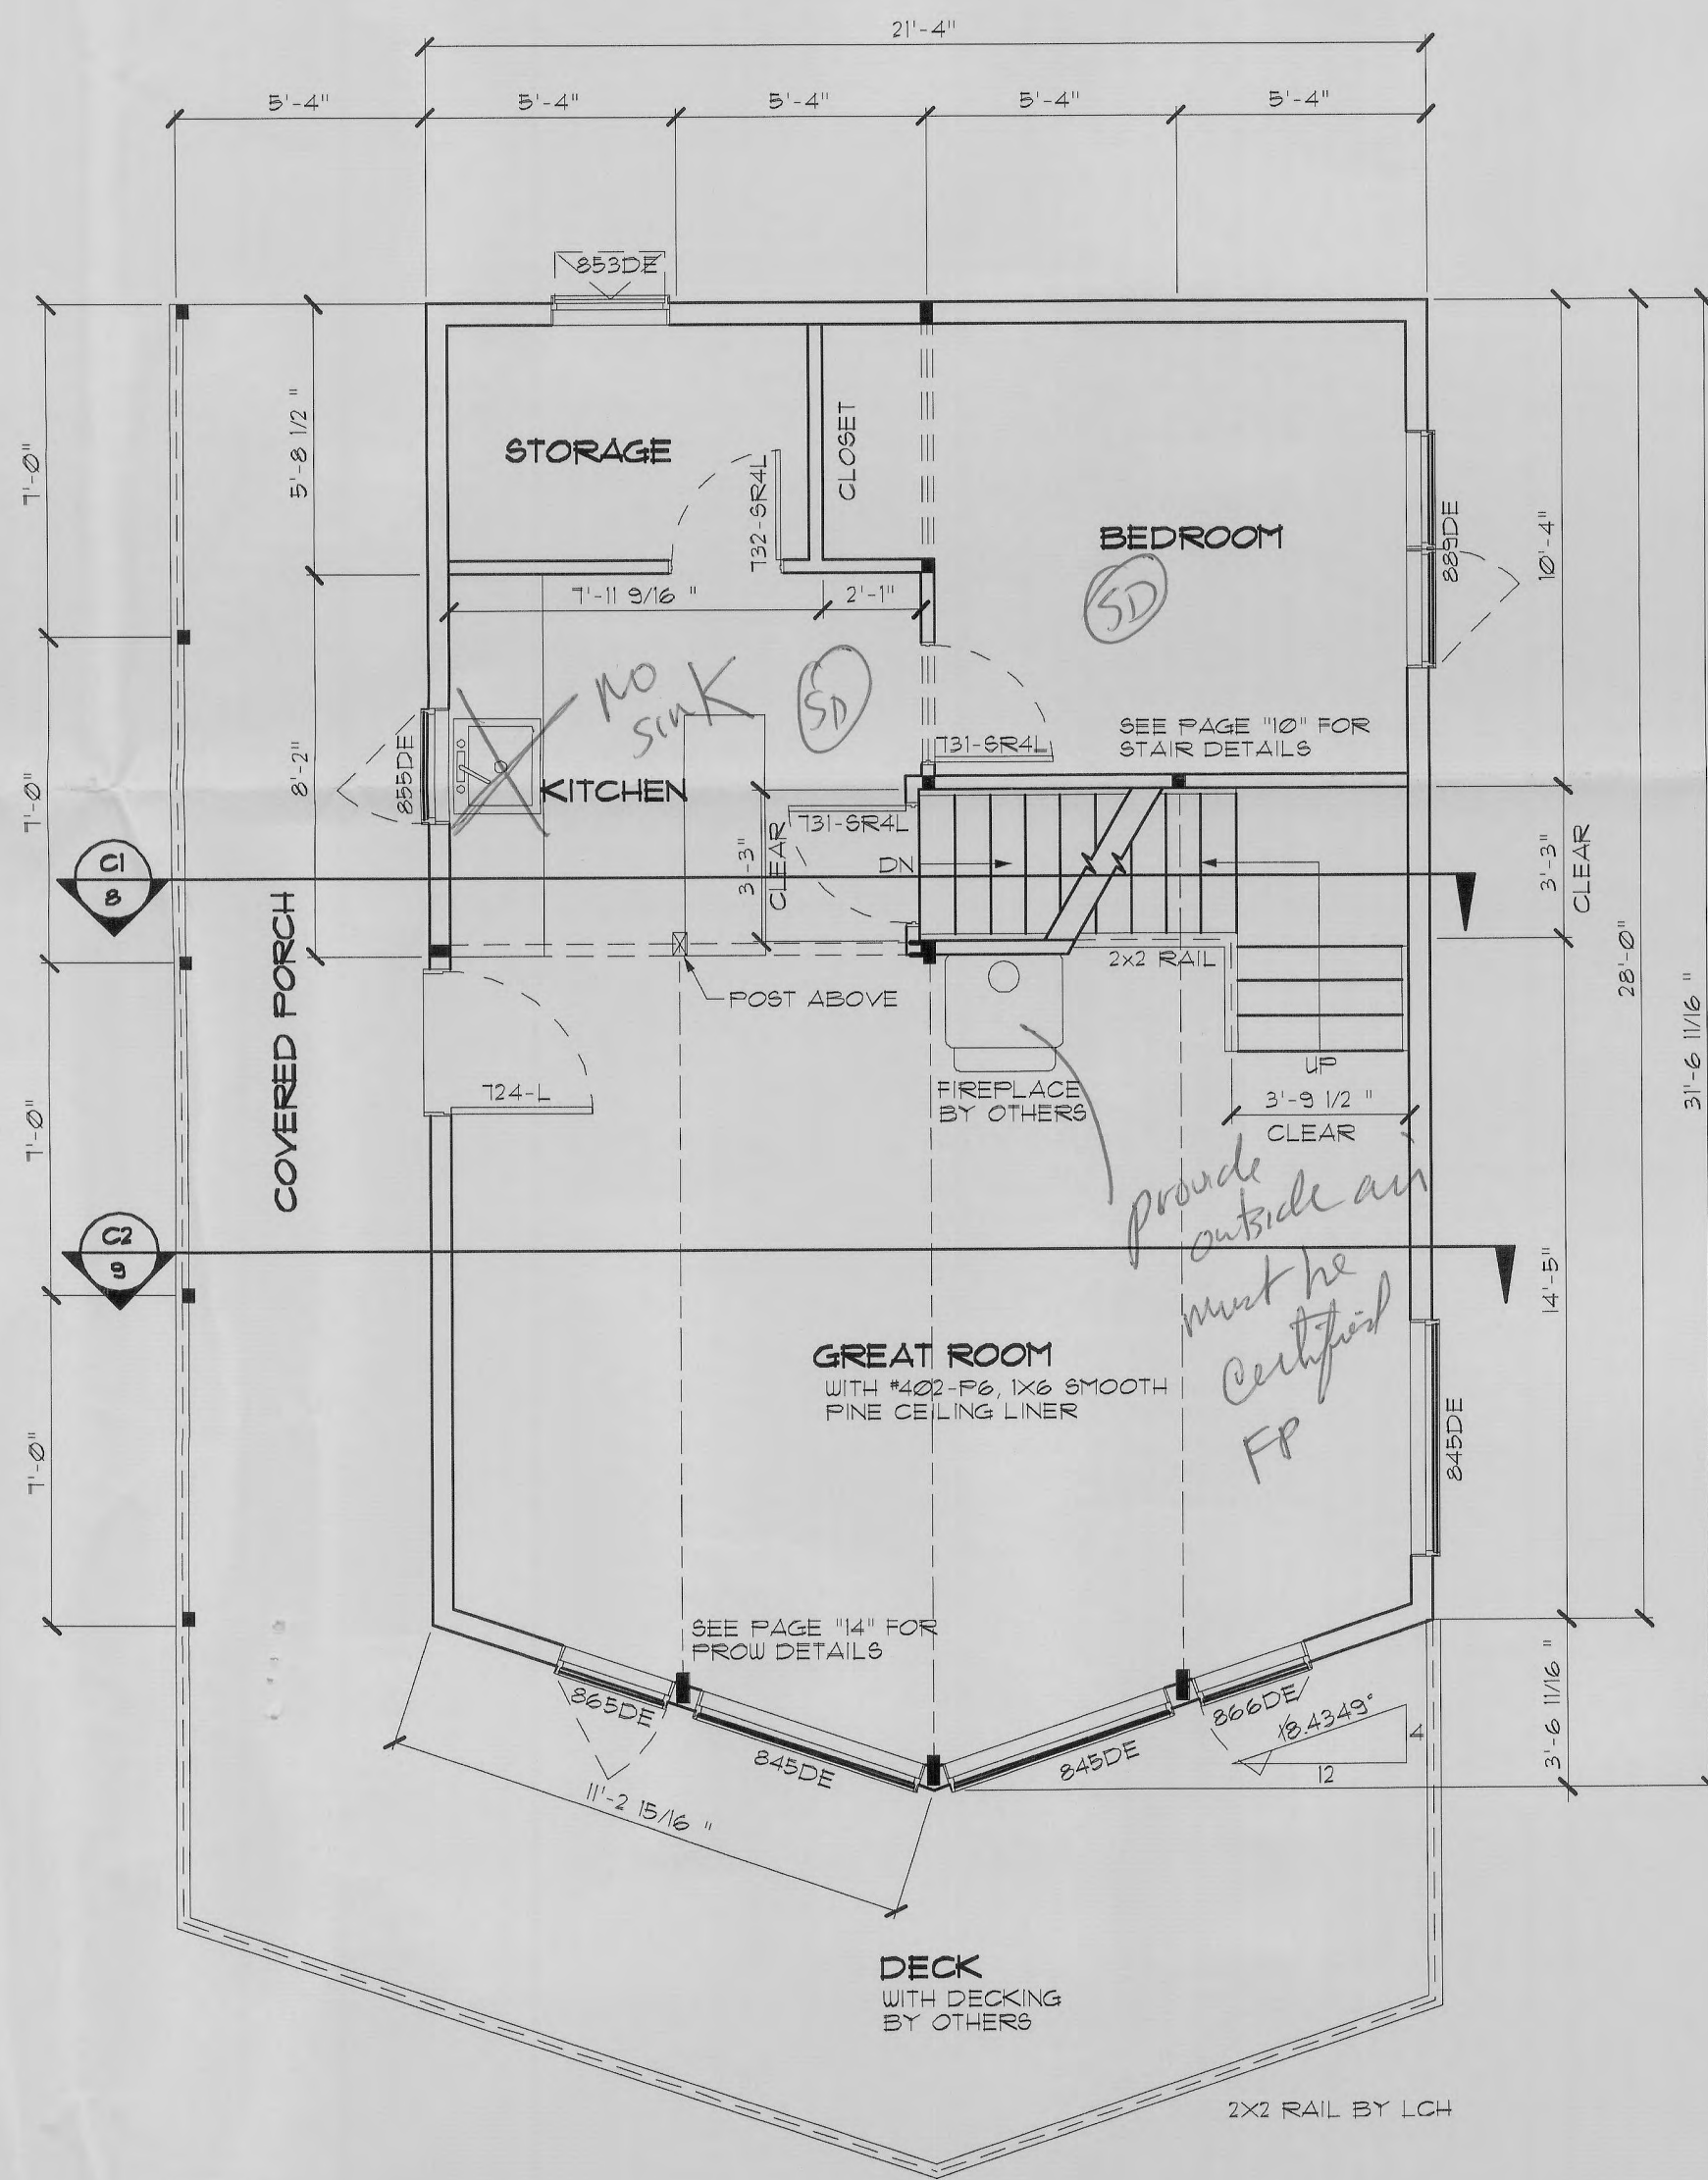 21'-4"
5'-4" 5'-4" 5'-4" 5'-4" 5'-4"
853DE
7'-0"
5'-8 1/2 "
STORAGE
732-SR4L
CLOSET
BEDROOM
SD
889DE
10'-4"
7'-11 9/16 "
2'-1"
no
sink
SD
7'-0"
8'-2"
855DE
KITCHEN
731-SR4L
SEE PAGE "10" FOR
STAIR DETAILS
3'-3"
CLEAR
731-SR4L
DN
3'-3"
CLEAR
C1
8
COVERED PORCH
28'-0"
31'-6 11/16 "
2x2 RAIL
POST ABOVE
UP
724-L
FIREPLACE
BY OTHERS
3'-9 1/2 "
CLEAR
7'-0"
provide
outside air
must be
certified
FP
C2
9
14'-5"
GREAT ROOM
WITH #402-P6, 1X6 SMOOTH
PINE CEILING LINER
7'-0"
845DE
SEE PAGE "14" FOR
PROW DETAILS
865DE
845DE
845DE
866DE
18.4349°
4
12
3'-6 11/16 "
11'-2 15/16 "
DECK
WITH DECKING
BY OTHERS
2X2 RAIL BY LCH